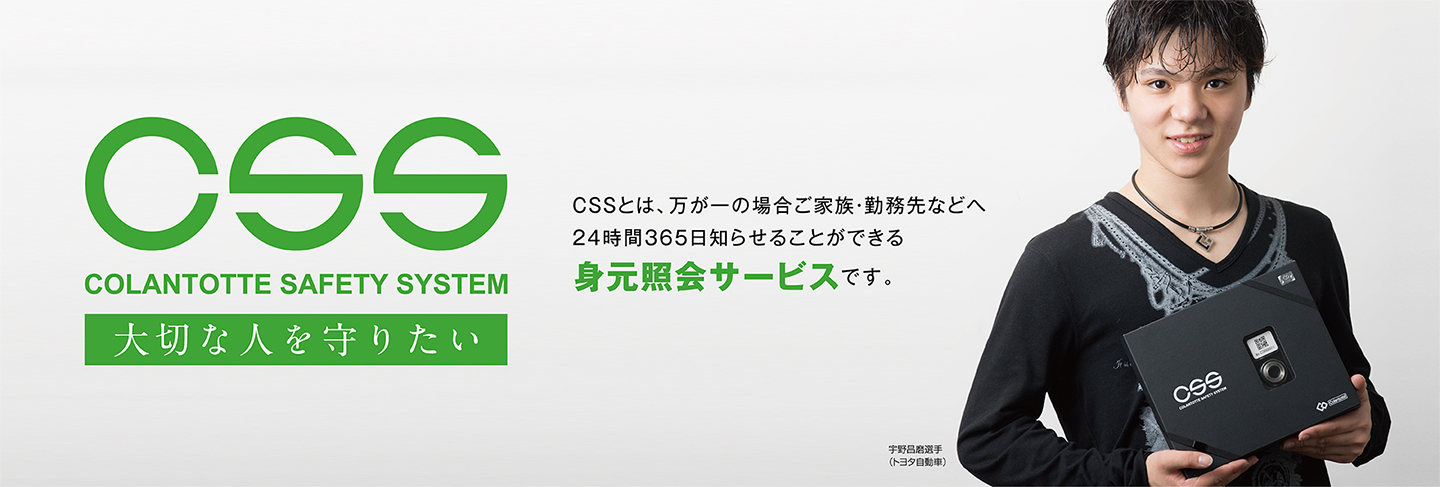 CSS
COLANTOTTE SAFETY SYSTEM
大切な人を守りたい
CSSとは、万が一の場合ご家族・勤務先などへ
24時間365日知らせることができる
身元照会サービスです。
CSS
COLANTOTTE SAFETY SYSTEM
Colantotte
宇野昌磨選手
（トヨタ自動車）